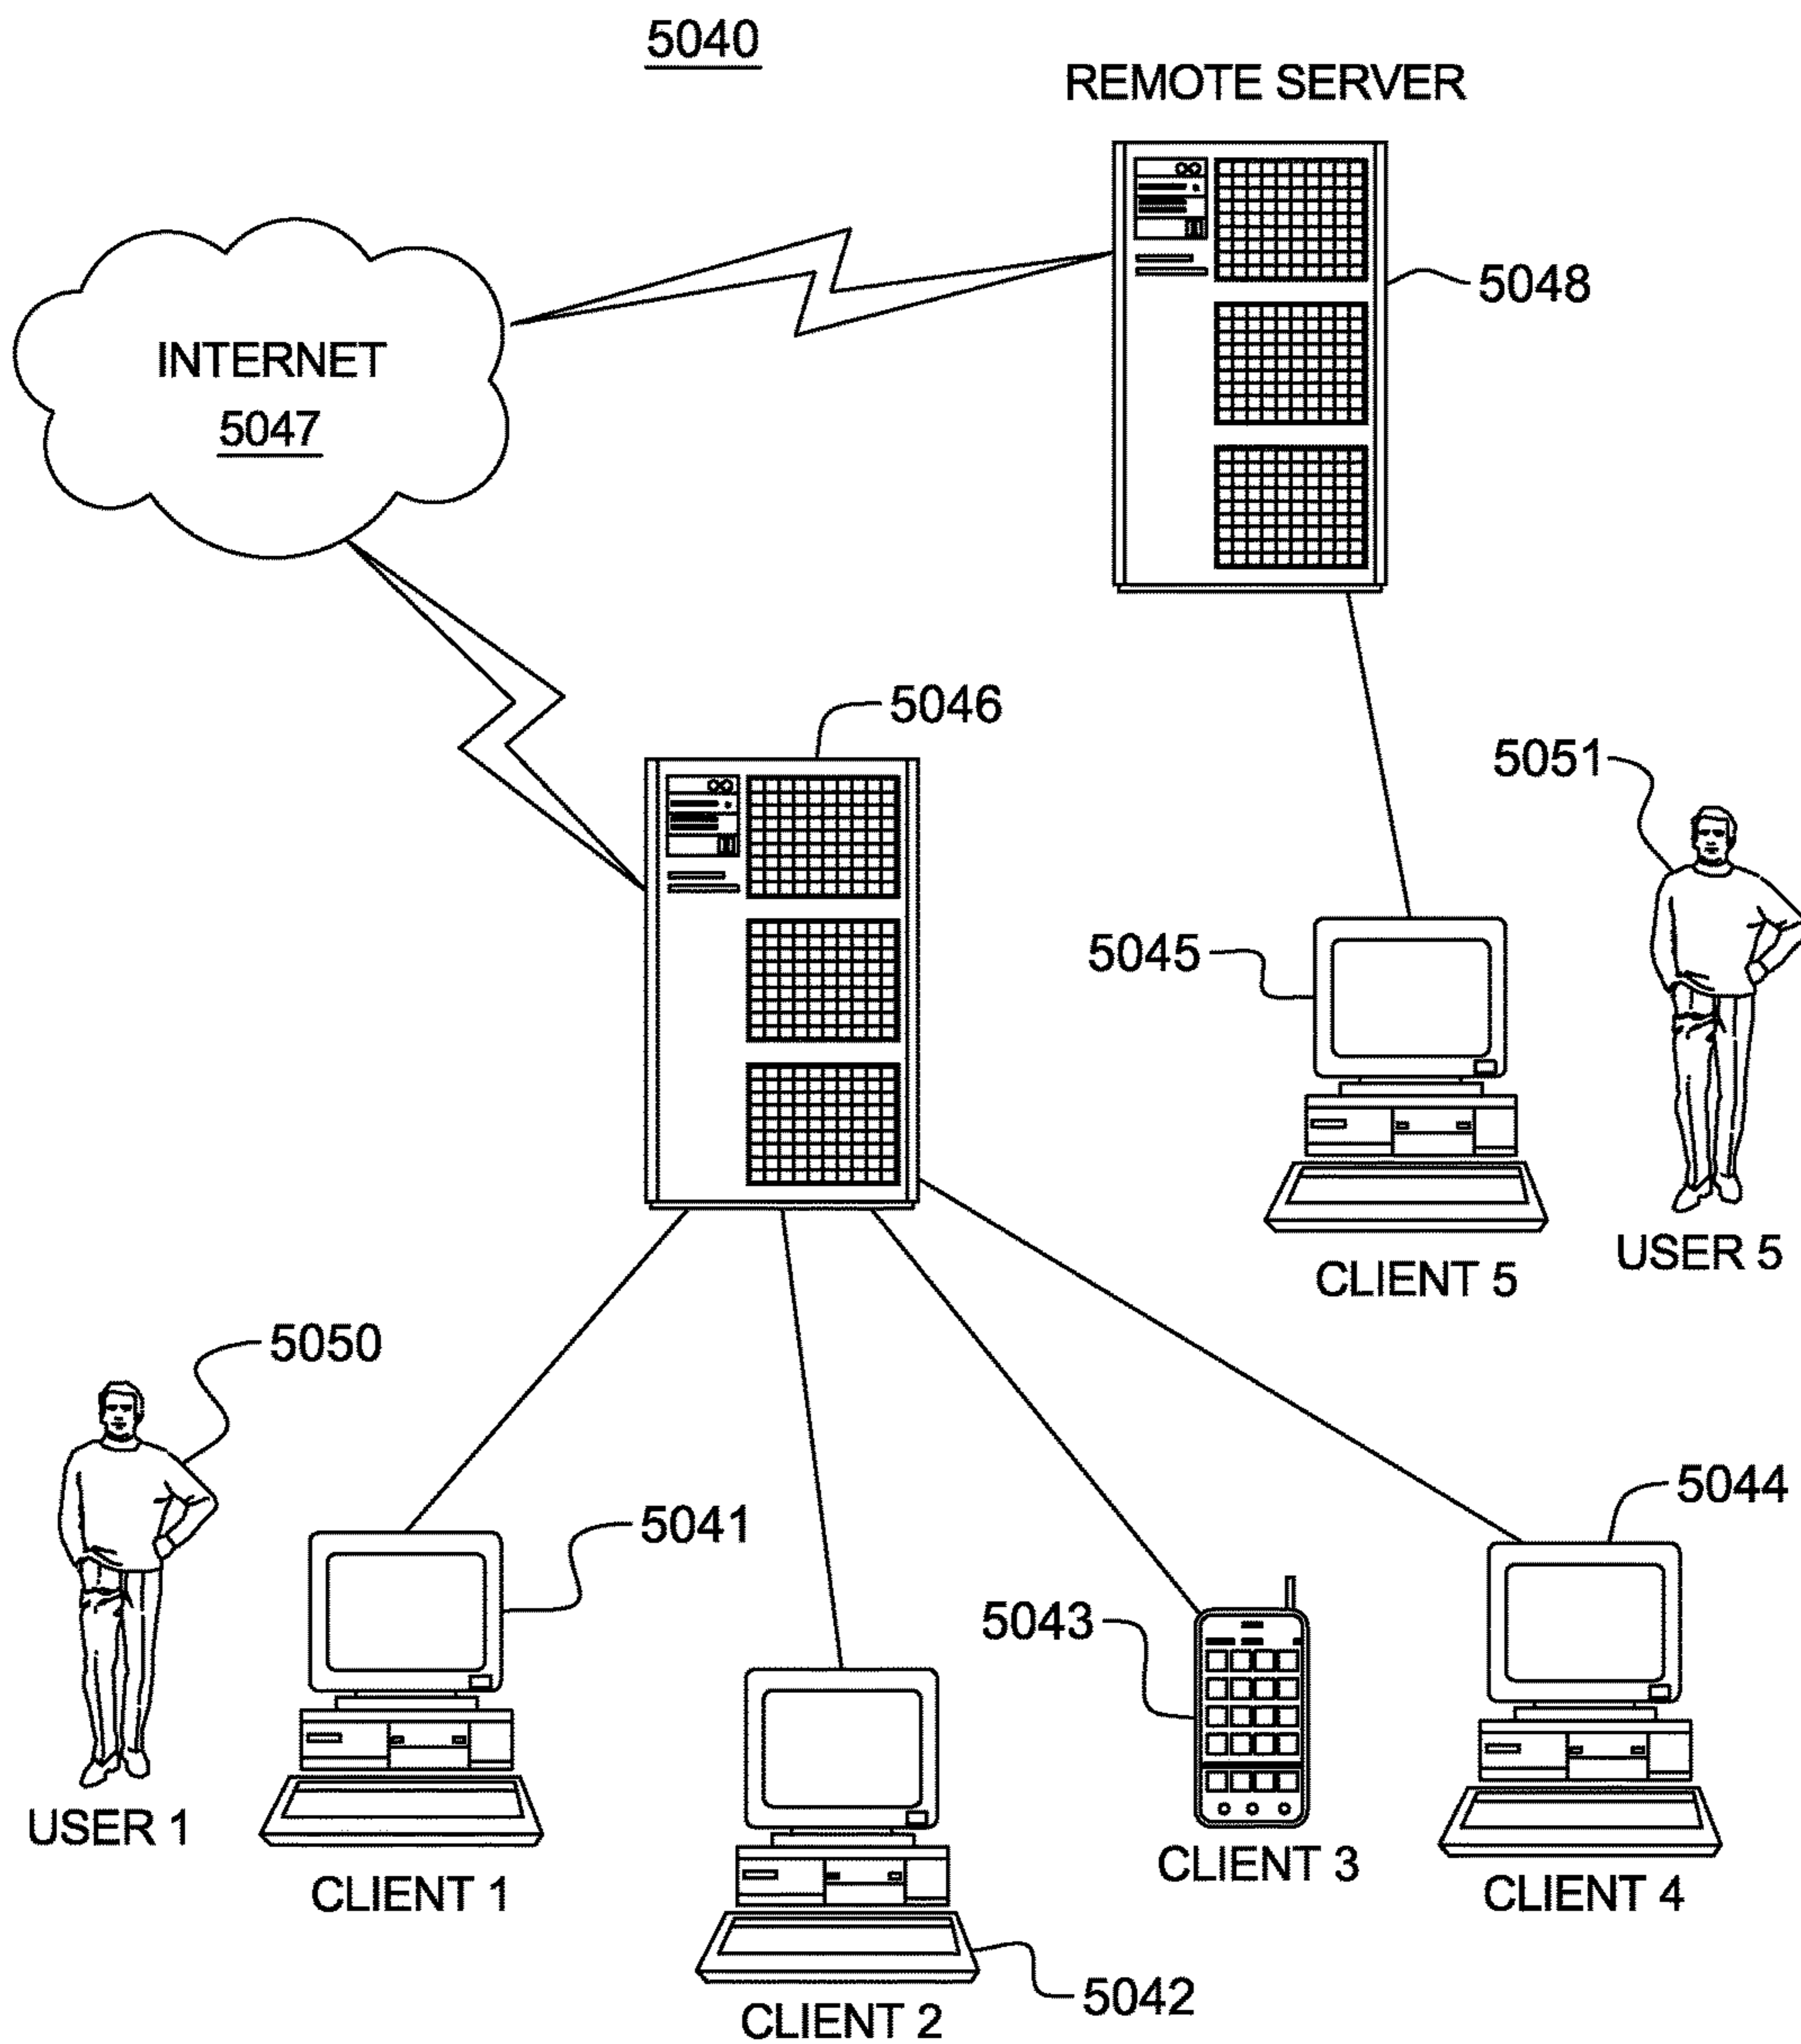 5040
REMOTE SERVER
5048
INTERNET
5047
5046
5051
5045
USER 5
CLIENT 5
5050
5044
5041
5043
USER 1
CLIENT 3
CLIENT 1
CLIENT 4
5042
CLIENT 2